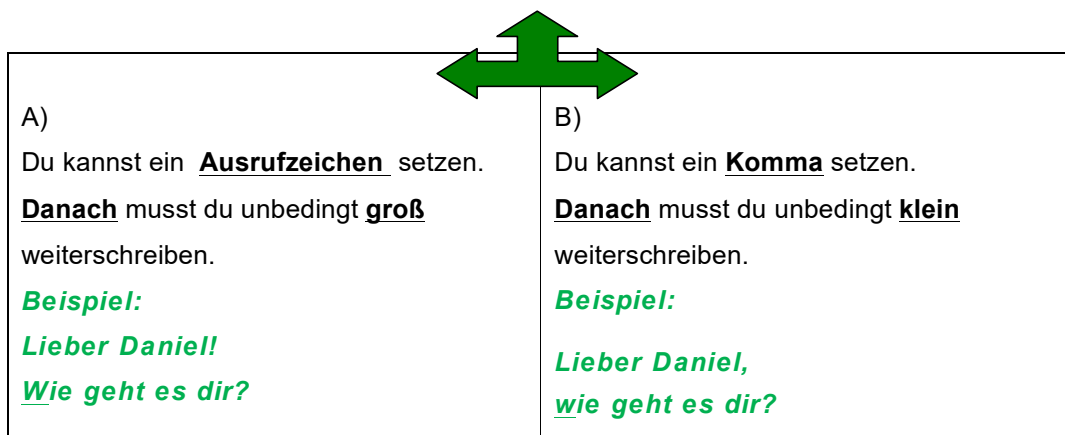 A)
Du kannst ein Ausrufzeichen setzen.
Danach musst du unbedingt groß
weiterschreiben.
Beispiel:
Lieber Daniel!
Wie geht es dir?
B)
Du kannst ein Komma setzen.
Danach musst du unbedingt klein
weiterschreiben.
Beispiel:
Lieber Daniel,
wie geht es dir?